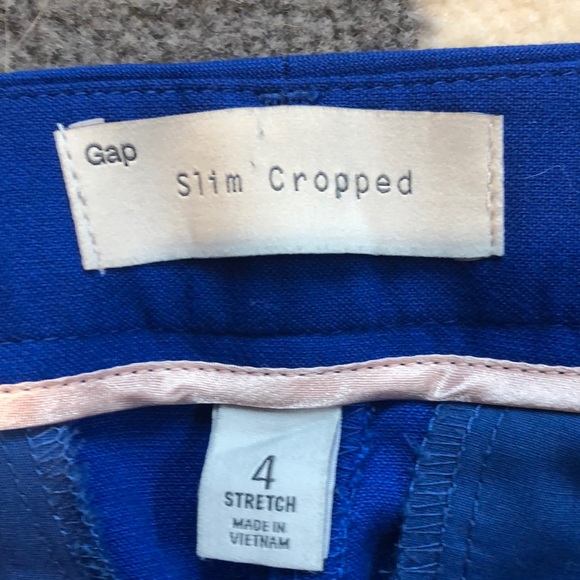 Gap
Slim Cropped
4
STRETCH
MADE IN
VIETNAM